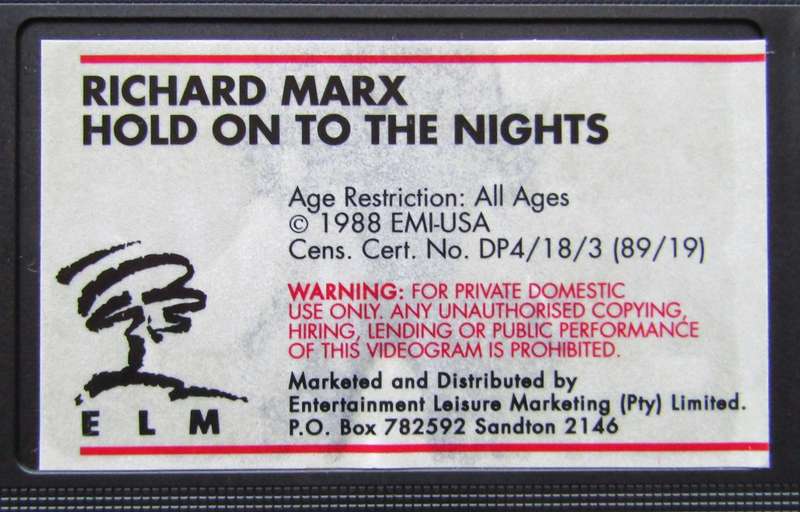 RICHARD MARX
HOLD ON TO THE NIGHTS
Age Restriction: All Ages
© 1988 EMI-USA
Cens. Cert. No. DP4/18/3 (89/19)
WARNING: FOR PRIVATE DOMESTIC
USE ONLY. ANY UNAUTHORISED COPYING,
HIRING, LENDING OR PUBLIC PERFORMANCE
OF THIS VIDEOGRAM IS PROHIBITED.
Marketed and Distributed by
Entertainment Leisure Marketing (Pty) Limited.
P.O. Box 782592 Sandton 2146
E L M